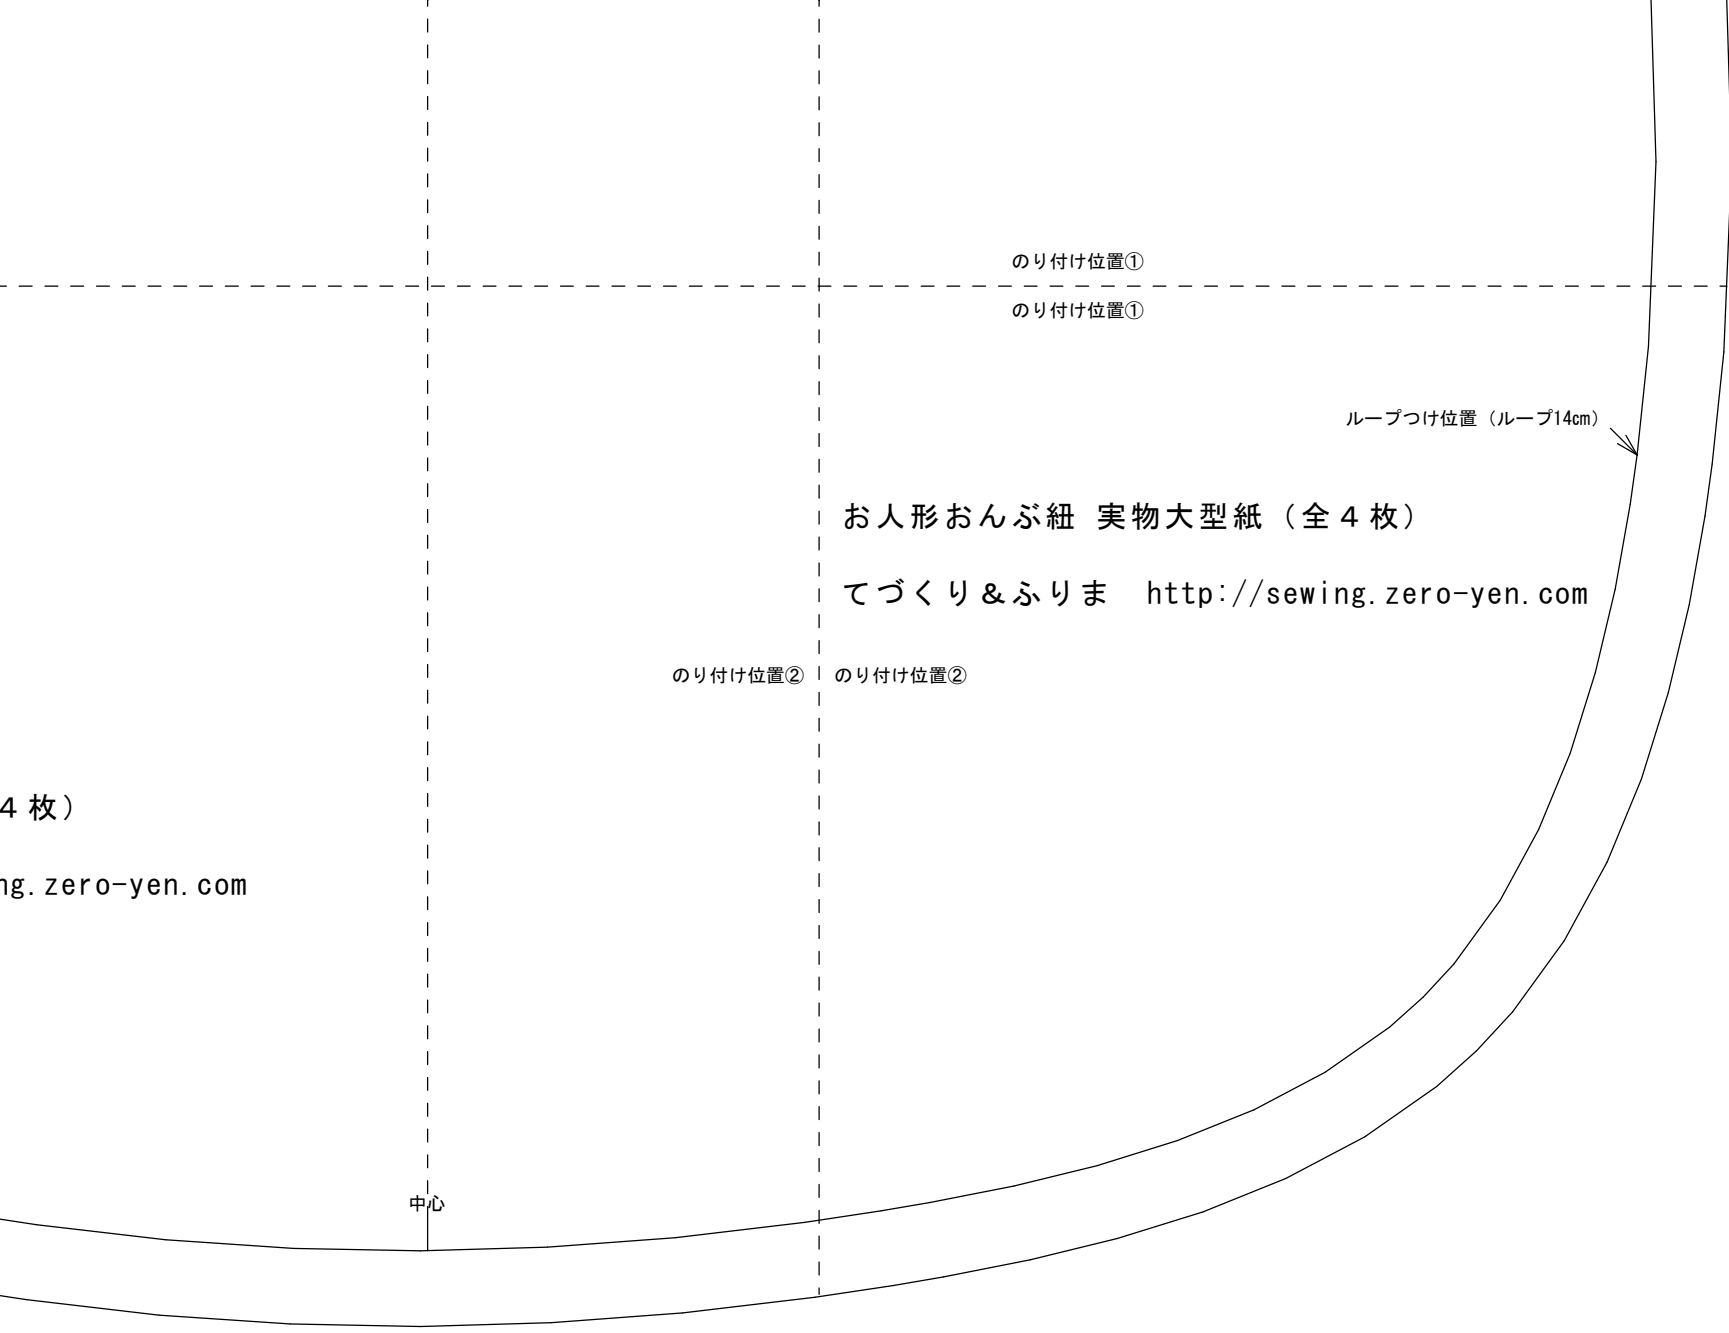 のり付け位置①
のり付け位置①
ループつけ位置（ループ14㎝）
お人形おんぶ紐 実物大型紙（全４枚）
てづくり＆ふりま　http://sewing.zero-yen.com
のり付け位置② のり付け位置②
４枚）
ng.zero-yen.com
中心